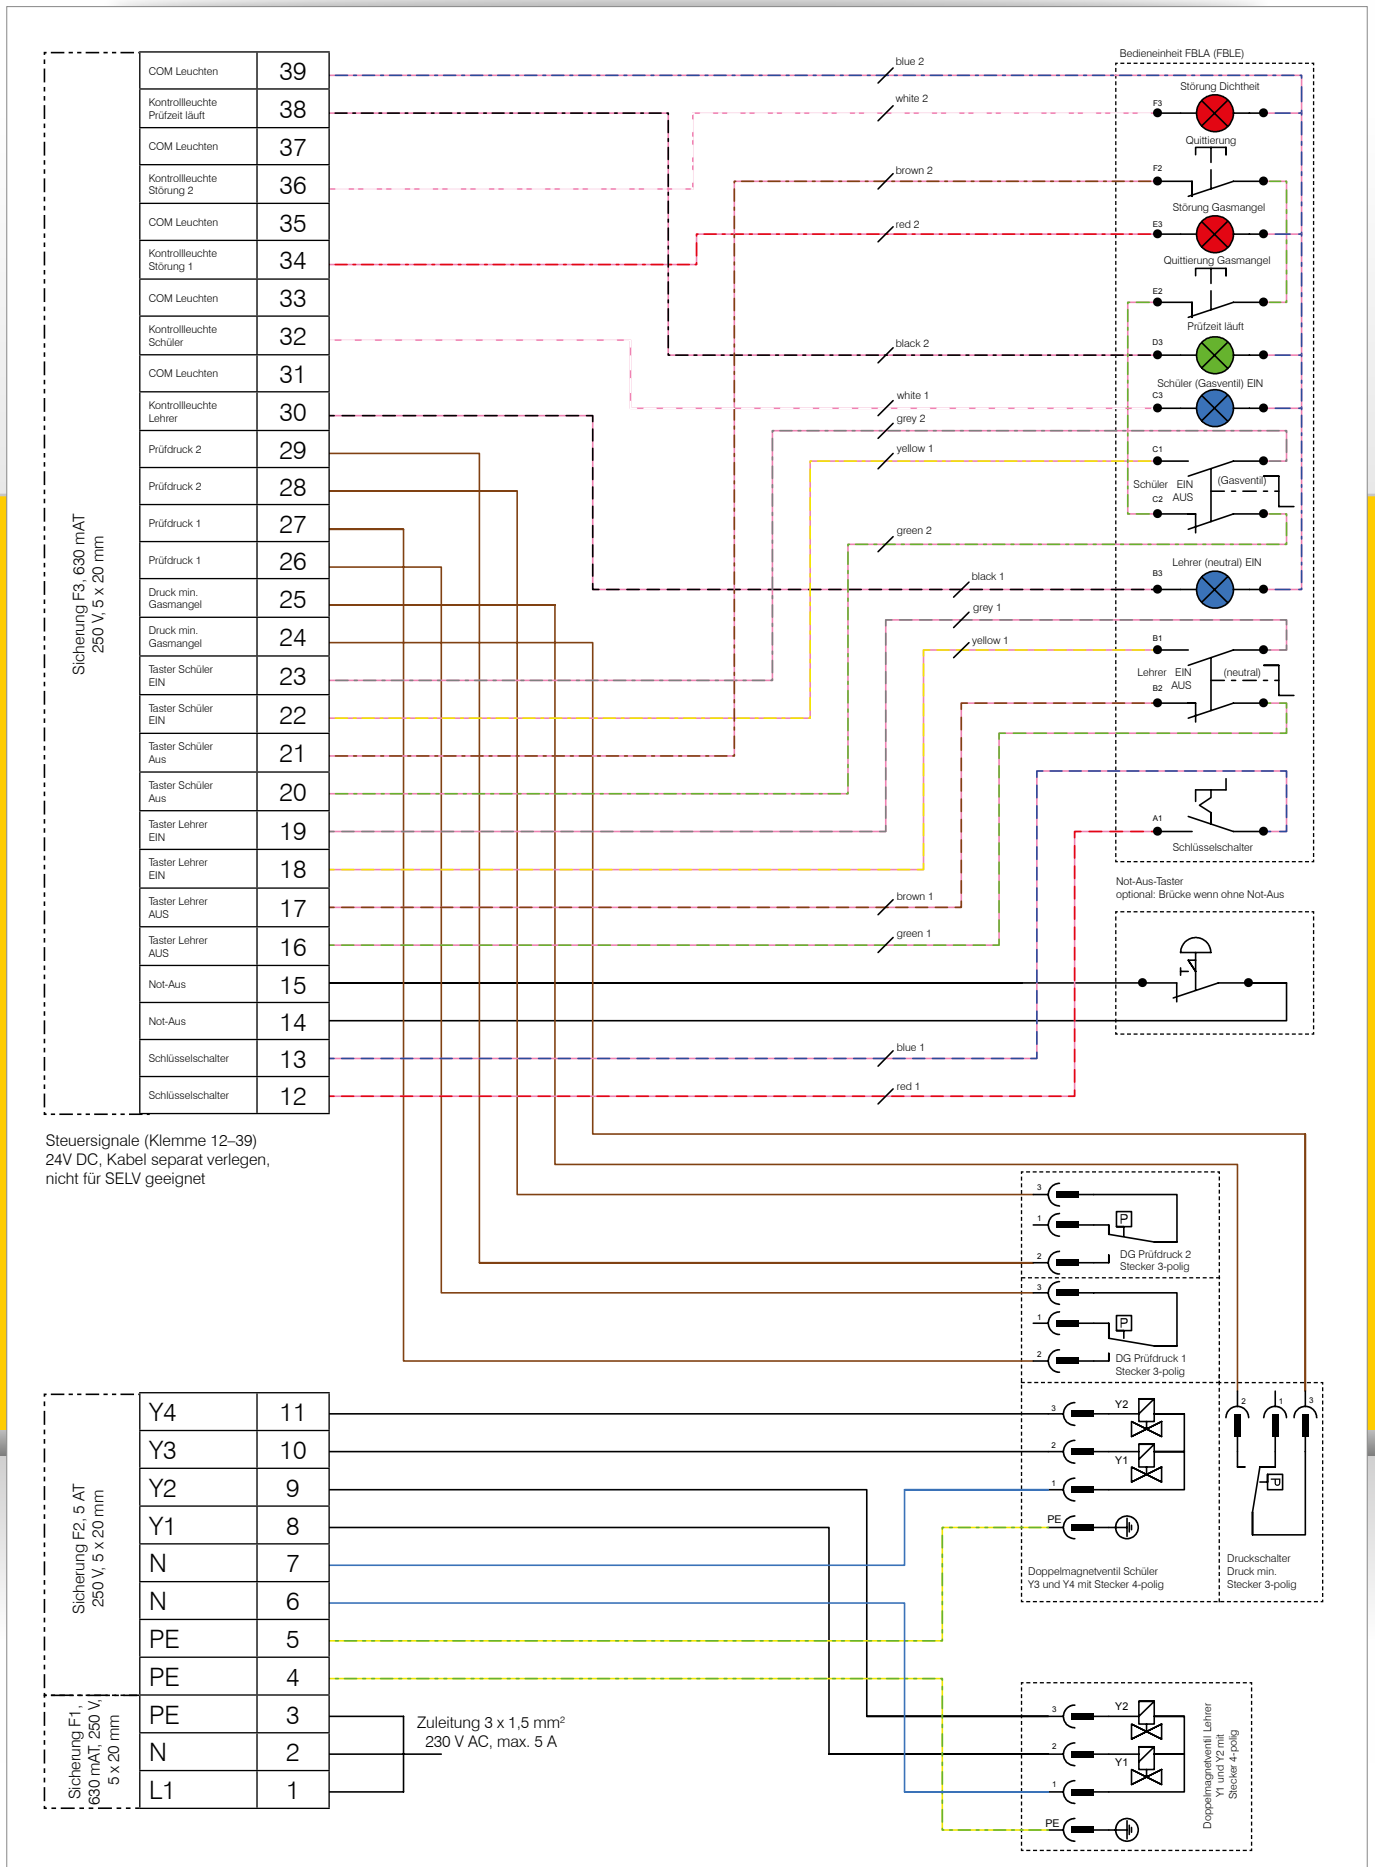 COM Leuchten 39
Kontrollleuchte
Prüfzeit läuft 38
COM Leuchten 37
Kontrollleuchte
Störung 2 36
COM Leuchten 35
Kontrollleuchte
Störung 1 34
COM Leuchten 33
Kontrollleuchte
Schüler 32
COM Leuchten 31
Kontrollleuchte
Lehrer 30
Prüfdruck 2 29
Prüfdruck 2 28
Prüfdruck 1 27
Prüfdruck 1 26
Druck min.
Gasmangel 25
Druck min.
Gasmangel 24
Taster Schüler
EIN 23
Taster Schüler
EIN 22
Taster Schüler
Aus 21
Taster Schüler
Aus 20
Taster Lehrer
EIN 19
Taster Lehrer
EIN 18
Taster Lehrer
AUS 17
Taster Lehrer
AUS 16
Not-Aus 15
Not-Aus 14
Schlüsselschalter 13
Schlüsselschalter 12
Sicherung F3, 630 mAT
250 V, 5 x 20 mm
Steuersignale (Klemme 12–39)
24V DC, Kabel separat verlegen,
nicht für SELV geeignet
blue 2
white 2
brown 2
red 2
black 2
white 1
grey 2
yellow 1
green 2
black 1
grey 1
yellow 1
brown 1
green 1
blue 1
red 1
Bedieneinheit FBLA (FBLE)
Störung Dichtheit
F3
Quittierung
F2
Störung Gasmangel
E3
Quittierung Gasmangel
E2
Prüfzeit läuft
D3
Schüler (Gasventil) EIN
C3
C1
Schüler EIN (Gasventil)
AUS
C2
Lehrer (neutral) EIN
B3
B1
Lehrer EIN (neutral)
AUS
B2
A1
Schlüsselschalter
Not-Aus-Taster
optional: Brücke wenn ohne Not-Aus
3
1 P
2 DG Prüfdruck 2
Stecker 3-polig
3
1 P
2 DG Prüfdruck 1
Stecker 3-polig
Y4 11
Y3 10
Y2 9
Y1 8
N 7
N 6
PE 5
PE 4
PE 3
N 2
L1 1
Sicherung F2, 5 AT
250 V, 5 x 20 mm
Sicherung F1,
630 mAT, 250 V,
5 x 20 mm
Zuleitung 3 x 1,5 mm²
230 V AC, max. 5 A
3 Y2
2 Y1
1
PE
Doppelmagnetventil Schüler
Y3 und Y4 mit Stecker 4-polig
2 1 3
P
Druckschalter
Druck min.
Stecker 3-polig
3 Y2
2 Y1
1
PE
Doppelmagnetventil Lehrer
Y1 und Y2 mit
Stecker 4-polig